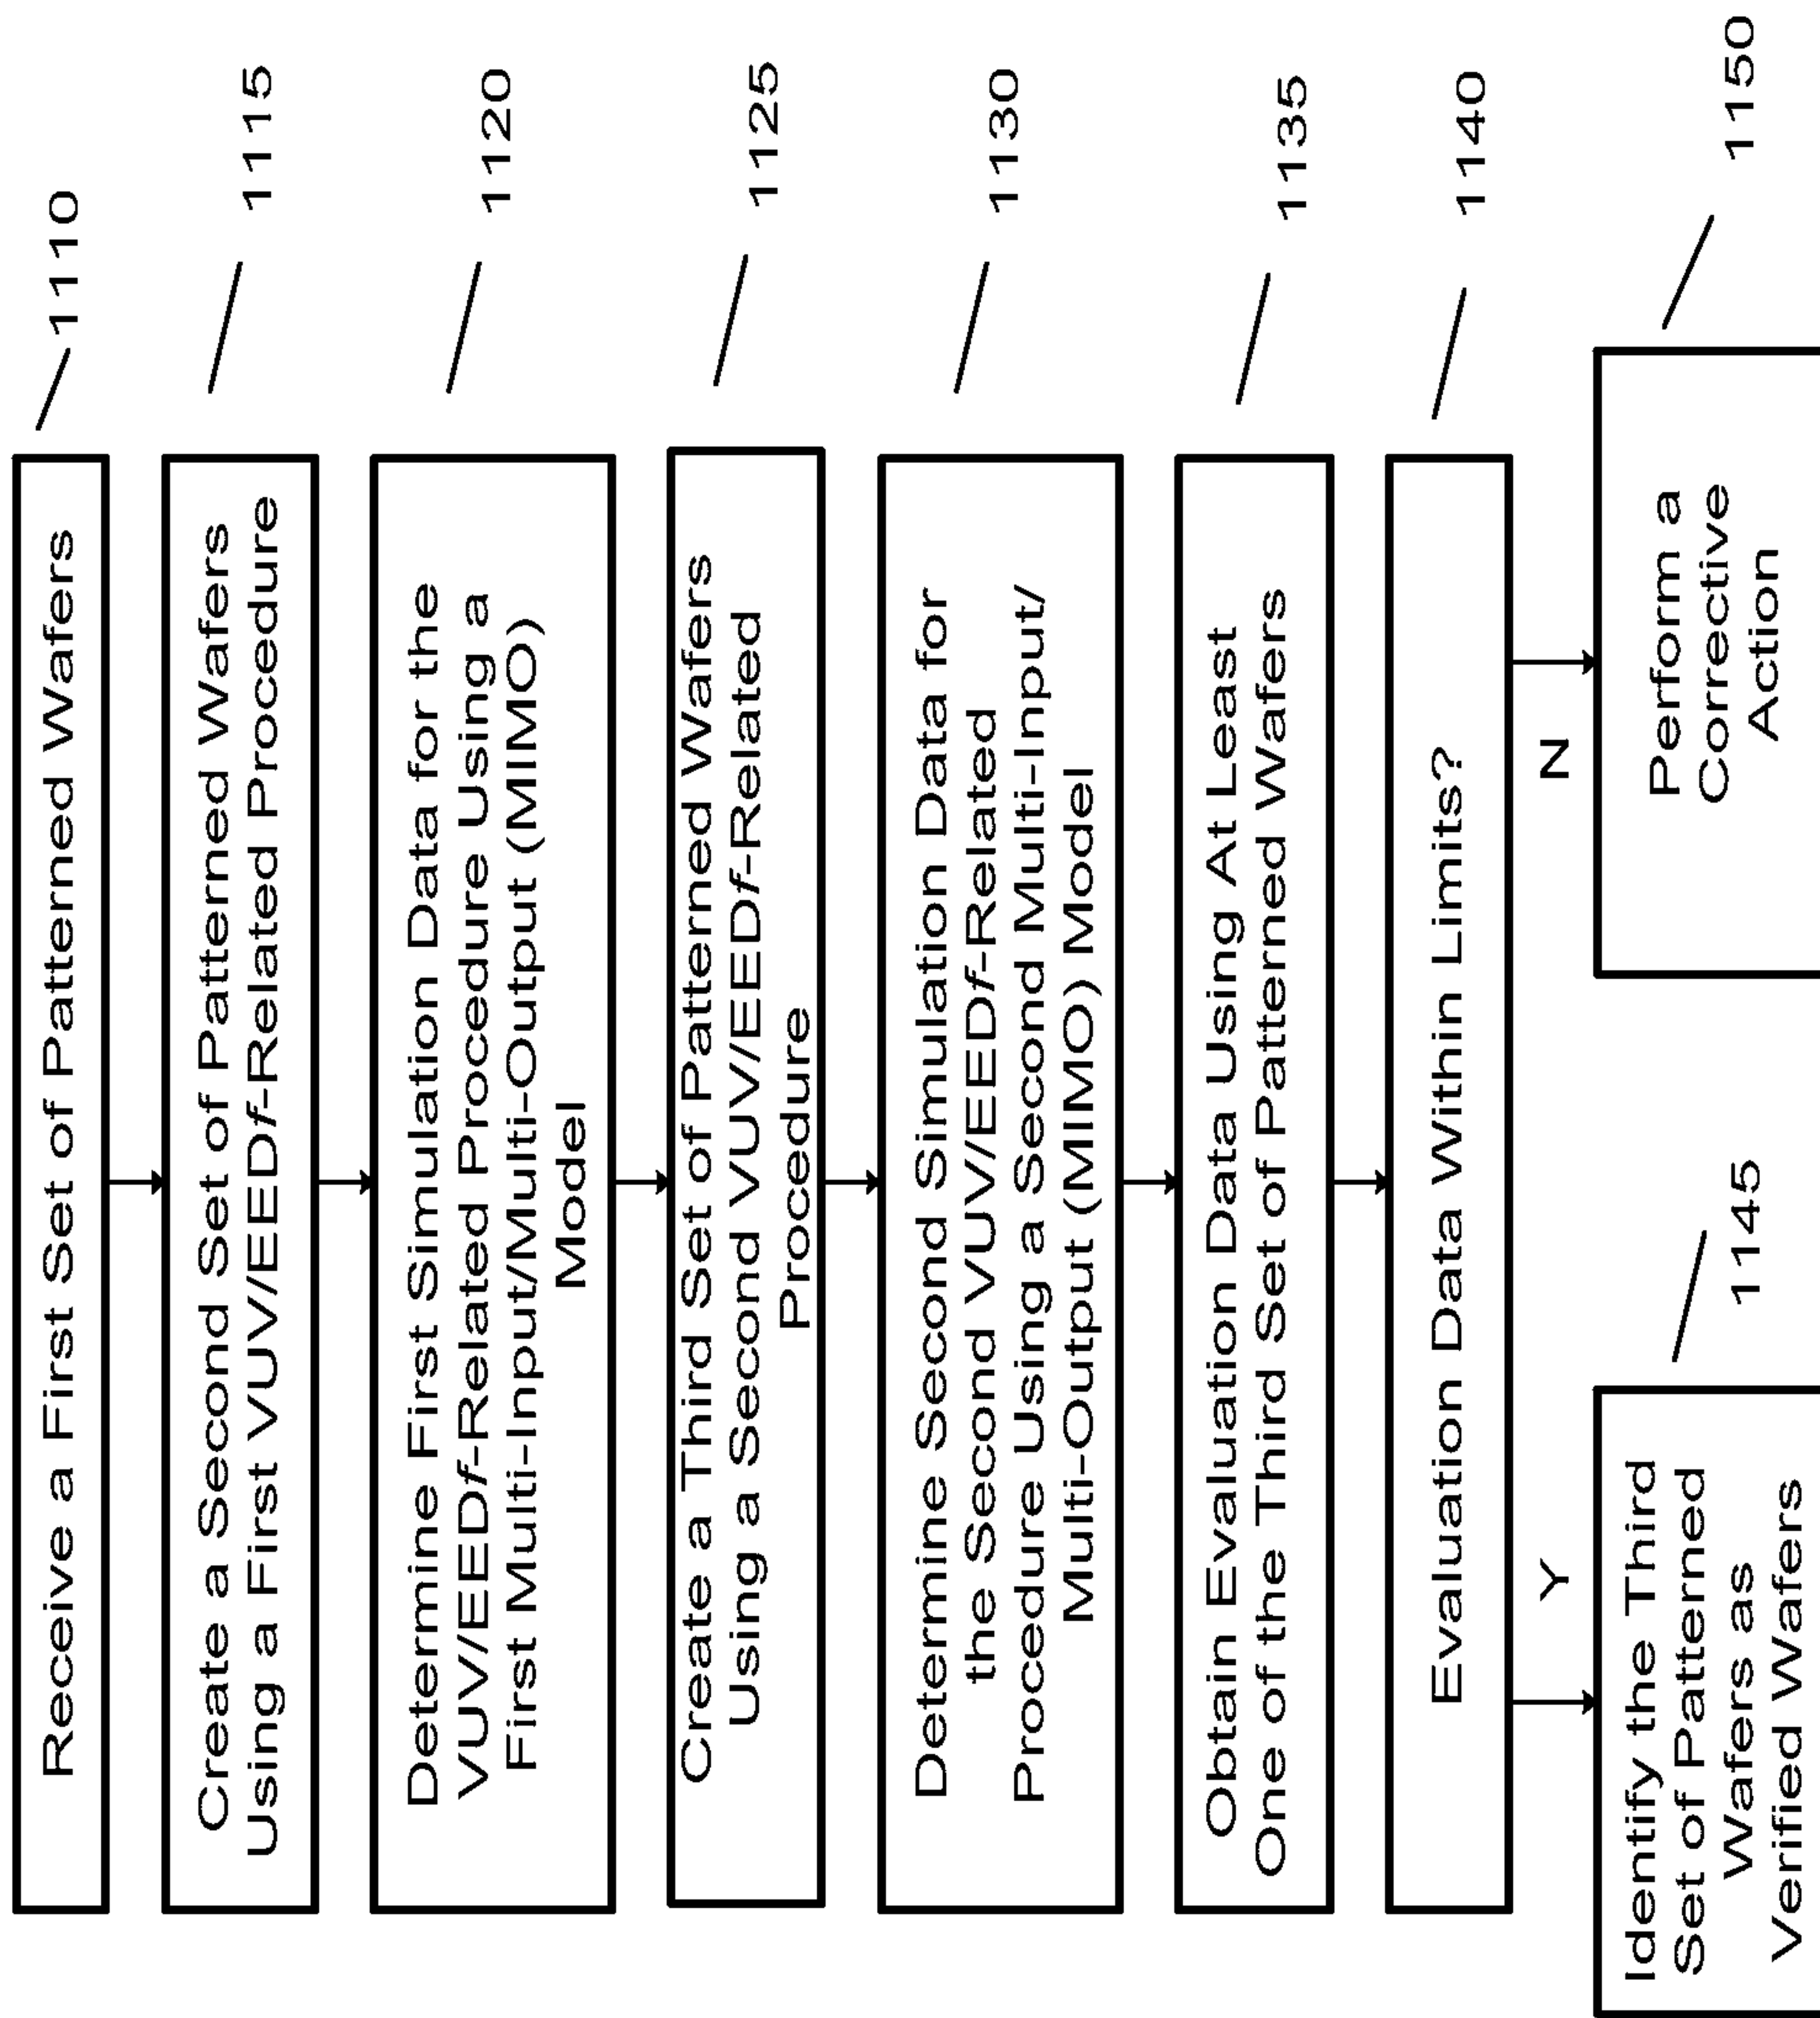 Receive a First Set of Patterned Wafers
1110
Create a Second Set of Patterned Wafers
Using a First VUV/EEDf-Related Procedure
1115
Determine First Simulation Data for the
VUV/EEDf-Related Procedure Using a
First Multi-Input/Multi-Output (MIMO)
Model
1120
Create a Third Set of Patterned Wafers
Using a Second VUV/EEDf-Related
Procedure
1125
Determine Second Simulation Data for
the Second VUV/EEDf-Related
Procedure Using a Second Multi-Input/
Multi-Output (MIMO) Model
1130
Obtain Evaluation Data Using At Least
One of the Third Set of Patterned Wafers
1135
Evaluation Data Within Limits?
1140
Y
N
Identify the Third
Set of Patterned
Wafers as
Verified Wafers
1145
Perform a
Corrective
Action
1150